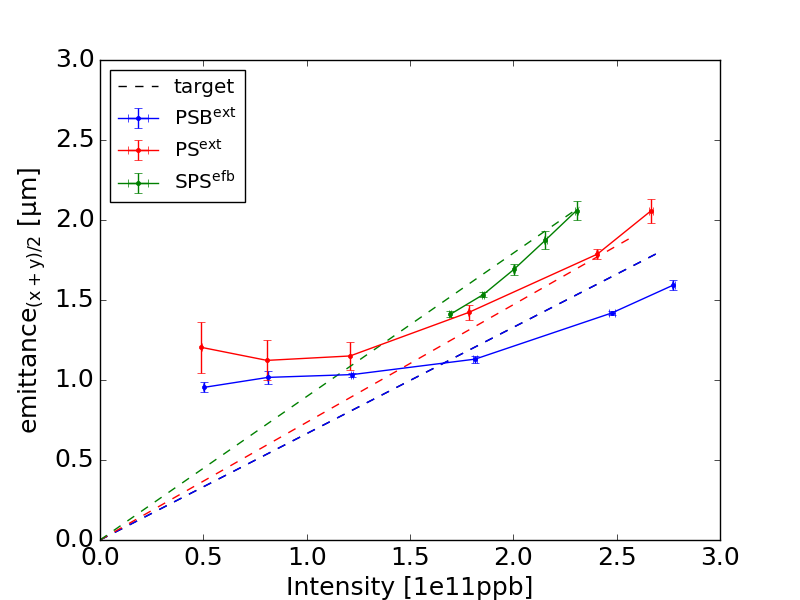 3.0
2.5
2.0
1.5
1.0
0.5
0.0
0.0 0.5 1.0 1.5 2.0 2.5 3.0
Intensity [1e11ppb]
emittance(x + y)/2 [μm]
target
PSBext
PSext
SPSefb